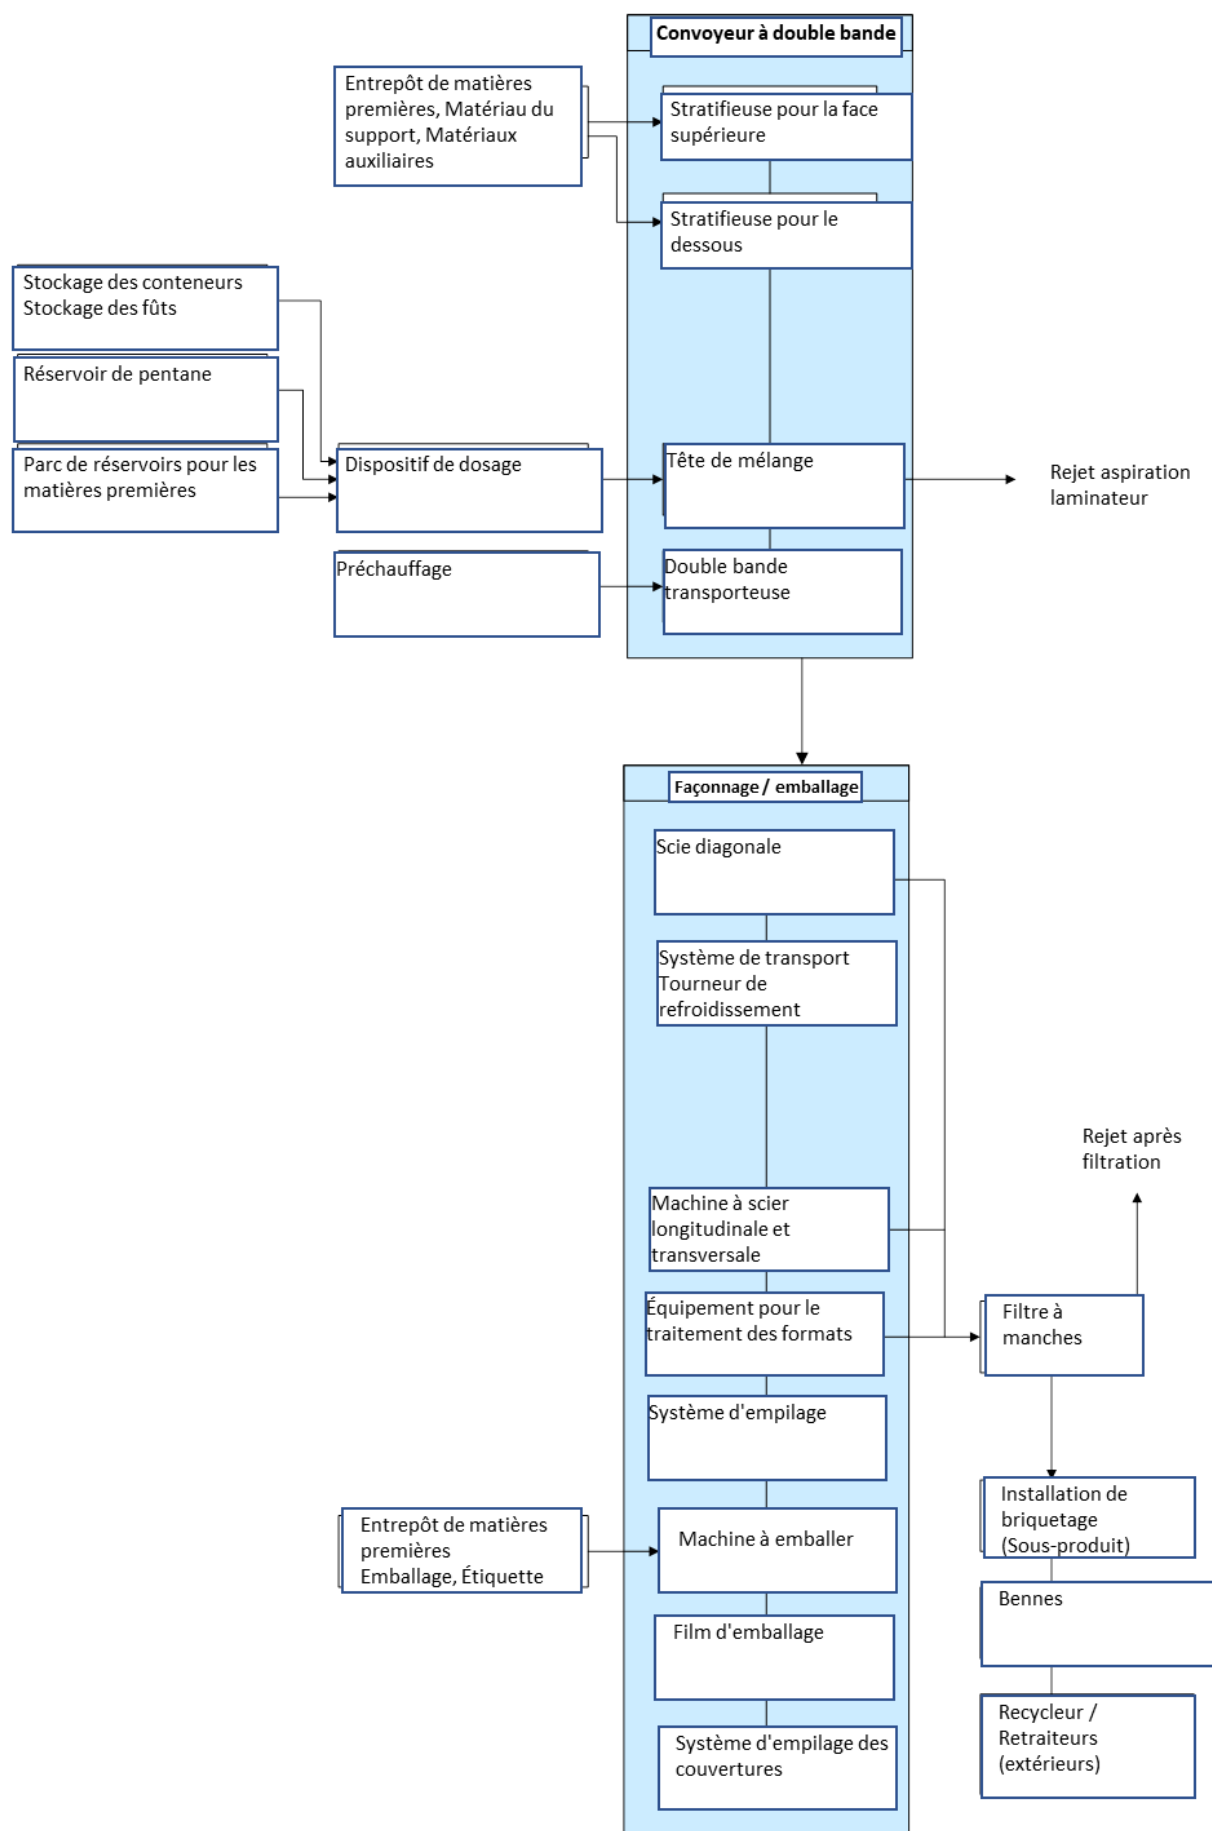 Convoyeur à double bande
Entrepôt de matières
premières, Matériau du
support, Matériaux
auxiliaires
Stratifieuse pour la face
supérieure
Stratifieuse pour le
dessous
Stockage des conteneurs
Stockage des fûts
Réservoir de pentane
Parc de réservoirs pour les
matières premières
Dispositif de dosage
Tête de mélange
Rejet aspiration
laminateur
Préchauffage
Double bande
transporteuse
Façonnage / emballage
Scie diagonale
Système de transport
Tourneur de
refroidissement
Rejet après
filtration
Machine à scier
longitudinale et
transversale
Équipement pour le
traitement des formats
Filtre à
manches
Système d'empilage
Installation de
briquetage
(Sous-produit)
Entrepôt de matières
premières
Emballage, Étiquette
Machine à emballer
Bennes
Film d'emballage
Recycleur /
Retraiteurs
(extérieurs)
Système d'empilage des
couvertures